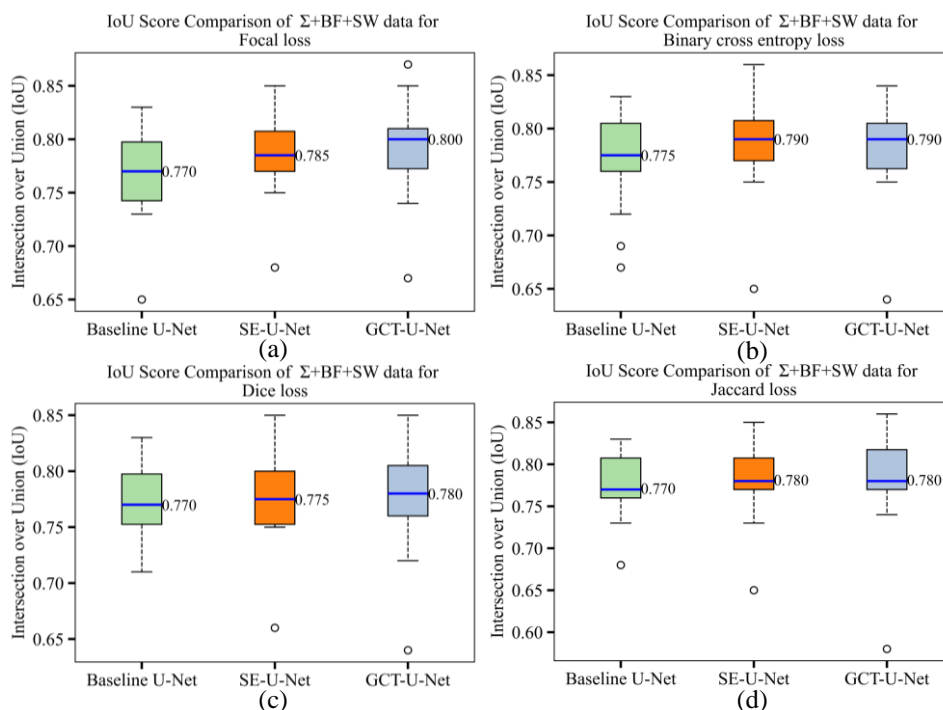 IoU Score Comparison of Σ+BF+SW data for
Focal loss
Intersection over Union (IoU)
0.85
0.80
0.75
0.70
0.65
0.770
0.785
0.800
Baseline U-Net SE-U-Net GCT-U-Net
(a)
IoU Score Comparison of Σ+BF+SW data for
Binary cross entropy loss
Intersection over Union (IoU)
0.85
0.80
0.75
0.70
0.65
0.775
0.790
0.790
Baseline U-Net SE-U-Net GCT-U-Net
(b)
IoU Score Comparison of Σ+BF+SW data for
Dice loss
Intersection over Union (IoU)
0.85
0.80
0.75
0.70
0.65
0.770
0.775
0.780
Baseline U-Net SE-U-Net GCT-U-Net
(c)
IoU Score Comparison of Σ+BF+SW data for
Jaccard loss
Intersection over Union (IoU)
0.85
0.80
0.75
0.70
0.65
0.60
0.770
0.780
0.780
Baseline U-Net SE-U-Net GCT-U-Net
(d)